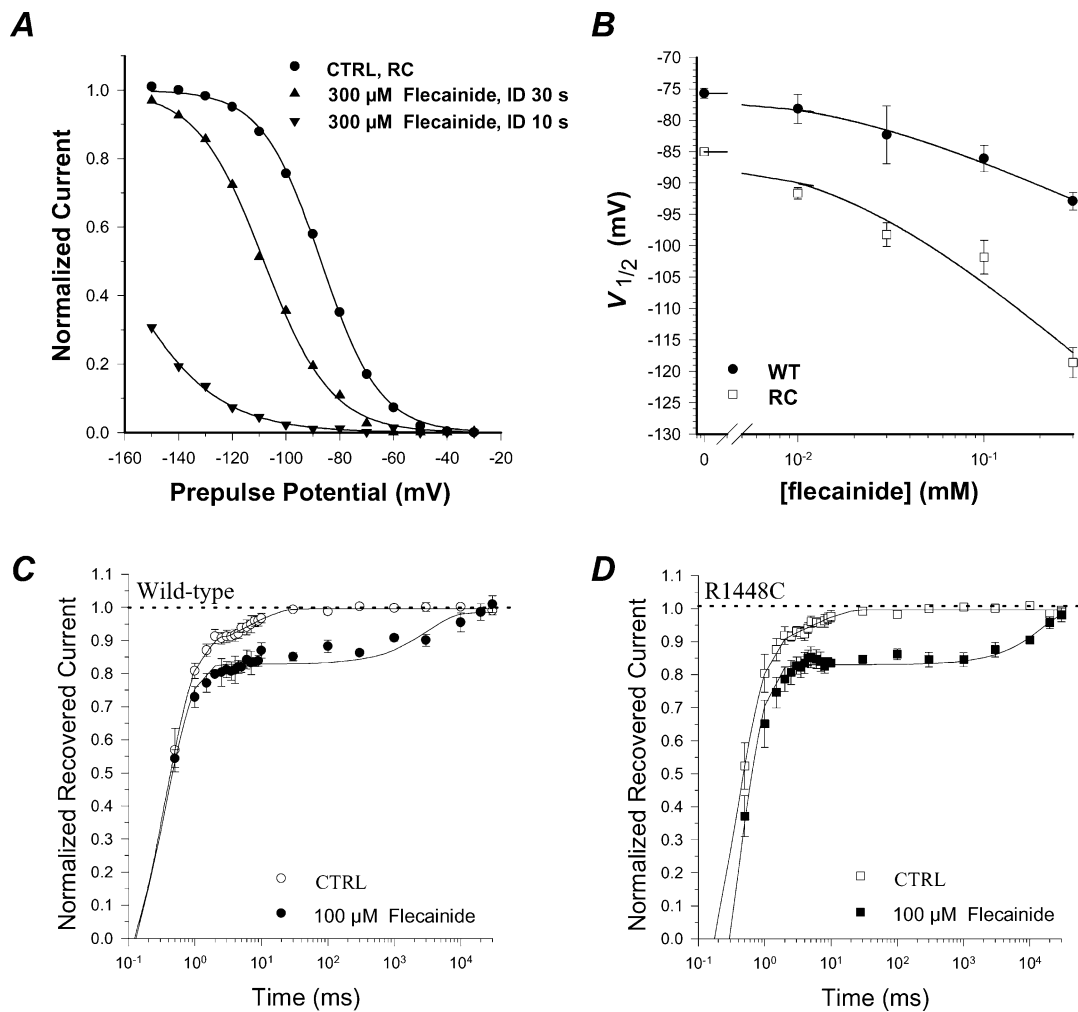 A
CTRL, RC
300 µM Flecainide, ID 30 s
300 µM Flecainide, ID 10 s
Normalized Current
1.0
0.8
0.6
0.4
0.2
0.0
-160 -140 -120 -100 -80 -60 -40 -20
Prepulse Potential (mV)
B
V1/2 (mV)
-70
-75
-80
-85
-90
-95
-100
-105
-110
-115
-120
-125
-130
WT
RC
0 10-2 10-1
[flecainide] (mM)
C
Wild-type
Normalized Recovered Current
1.1
1.0
0.9
0.8
0.7
0.6
0.5
0.4
0.3
0.2
0.1
0.0
CTRL
100 µM Flecainide
10-1 100 101 102 103 104
Time (ms)
D
R1448C
Normalized Recovered Current
1.1
1.0
0.9
0.8
0.7
0.6
0.5
0.4
0.3
0.2
0.1
0.0
CTRL
100 µM Flecainide
10-1 100 101 102 103 104
Time (ms)